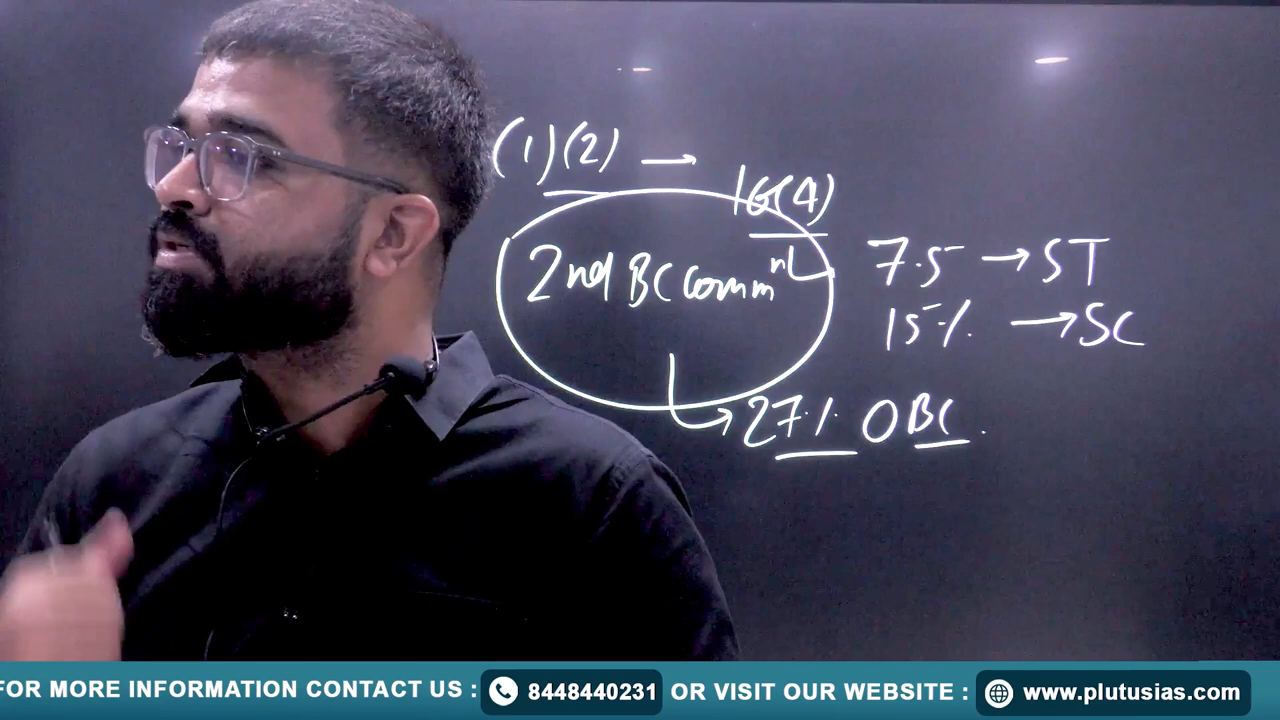 (1)(2) →
16(4)
2nd BC Commnl
7.5 → ST
15% → SC
→ 27% OBC.
FOR MORE INFORMATION CONTACT US : 8448440231 OR VISIT OUR WEBSITE : www.plutusias.com